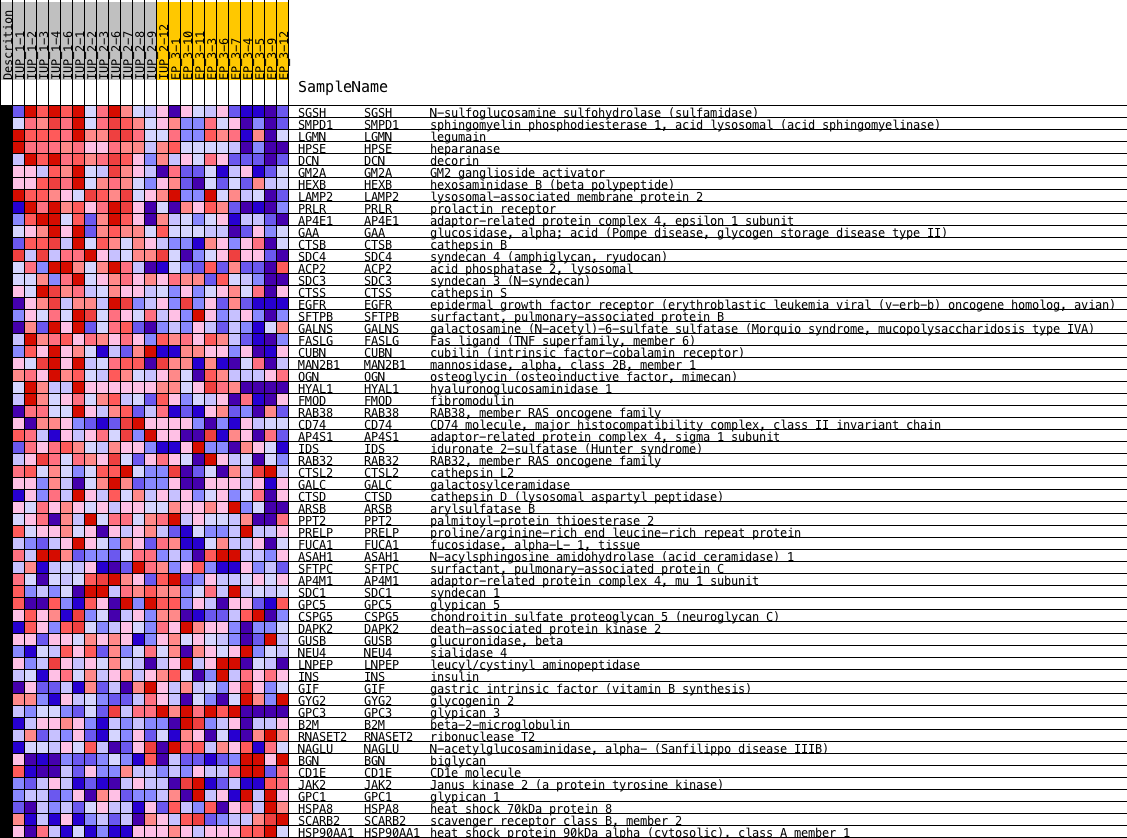 Descrition
IUP_1-1
IUP_1-2
IUP_1-3
IUP_1-4
IUP_1-6
IUP_2-1
IUP_2-2
IUP_2-3
IUP_2-6
IUP_2-7
IUP_2-8
IUP_2-9
IUP_2-12
EP_3-1
EP_3-10
EP_3-11
EP_3-3
EP_3-6
EP_3-7
EP_3-4
EP_3-5
EP_3-9
EP_3-12
SampleName
SGSH SGSH N-sulfoglucosamine sulfohydrolase (sulfamidase)
SMPD1 SMPD1 sphingomyelin phosphodiesterase 1, acid lysosomal (acid sphingomyelinase)
LGMN LGMN legumain
HPSE HPSE heparanase
DCN DCN decorin
GM2A GM2A GM2 ganglioside activator
HEXB HEXB hexosaminidase B (beta polypeptide)
LAMP2 LAMP2 lysosomal-associated membrane protein 2
PRLR PRLR prolactin receptor
AP4E1 AP4E1 adaptor-related protein complex 4, epsilon 1 subunit
GAA GAA glucosidase, alpha; acid (Pompe disease, glycogen storage disease type II)
CTSB CTSB cathepsin B
SDC4 SDC4 syndecan 4 (amphiglycan, ryudocan)
ACP2 ACP2 acid phosphatase 2, lysosomal
SDC3 SDC3 syndecan 3 (N-syndecan)
CTSS CTSS cathepsin S
EGFR EGFR epidermal growth factor receptor (erythroblastic leukemia viral (v-erb-b) oncogene homolog, avian)
SFTPB SFTPB surfactant, pulmonary-associated protein B
GALNS GALNS galactosamine (N-acetyl)-6-sulfate sulfatase (Morquio syndrome, mucopolysaccharidosis type IVA)
FASLG FASLG Fas ligand (TNF superfamily, member 6)
CUBN CUBN cubilin (intrinsic factor-cobalamin receptor)
MAN2B1 MAN2B1 mannosidase, alpha, class 2B, member 1
OGN OGN osteoglycin (osteoinductive factor, mimecan)
HYAL1 HYAL1 hyaluronoglucosaminidase 1
FMOD FMOD fibromodulin
RAB38 RAB38 RAB38, member RAS oncogene family
CD74 CD74 CD74 molecule, major histocompatibility complex, class II invariant chain
AP4S1 AP4S1 adaptor-related protein complex 4, sigma 1 subunit
IDS IDS iduronate 2-sulfatase (Hunter syndrome)
RAB32 RAB32 RAB32, member RAS oncogene family
CTSL2 CTSL2 cathepsin L2
GALC GALC galactosylceramidase
CTSD CTSD cathepsin D (lysosomal aspartyl peptidase)
ARSB ARSB arylsulfatase B
PPT2 PPT2 palmitoyl-protein thioesterase 2
PRELP PRELP proline/arginine-rich end leucine-rich repeat protein
FUCA1 FUCA1 fucosidase, alpha-L- 1, tissue
ASAH1 ASAH1 N-acylsphingosine amidohydrolase (acid ceramidase) 1
SFTPC SFTPC surfactant, pulmonary-associated protein C
AP4M1 AP4M1 adaptor-related protein complex 4, mu 1 subunit
SDC1 SDC1 syndecan 1
GPC5 GPC5 glypican 5
CSPG5 CSPG5 chondroitin sulfate proteoglycan 5 (neuroglycan C)
DAPK2 DAPK2 death-associated protein kinase 2
GUSB GUSB glucuronidase, beta
NEU4 NEU4 sialidase 4
LNPEP LNPEP leucyl/cystinyl aminopeptidase
INS INS insulin
GIF GIF gastric intrinsic factor (vitamin B synthesis)
GYG2 GYG2 glycogenin 2
GPC3 GPC3 glypican 3
B2M B2M beta-2-microglobulin
RNASET2 RNASET2 ribonuclease T2
NAGLU NAGLU N-acetylglucosaminidase, alpha- (Sanfilippo disease IIIB)
BGN BGN biglycan
CD1E CD1E CD1e molecule
JAK2 JAK2 Janus kinase 2 (a protein tyrosine kinase)
GPC1 GPC1 glypican 1
HSPA8 HSPA8 heat shock 70kDa protein 8
SCARB2 SCARB2 scavenger receptor class B, member 2
HSP90AA1 HSP90AA1 heat shock protein 90kDa alpha (cytosolic), class A member 1